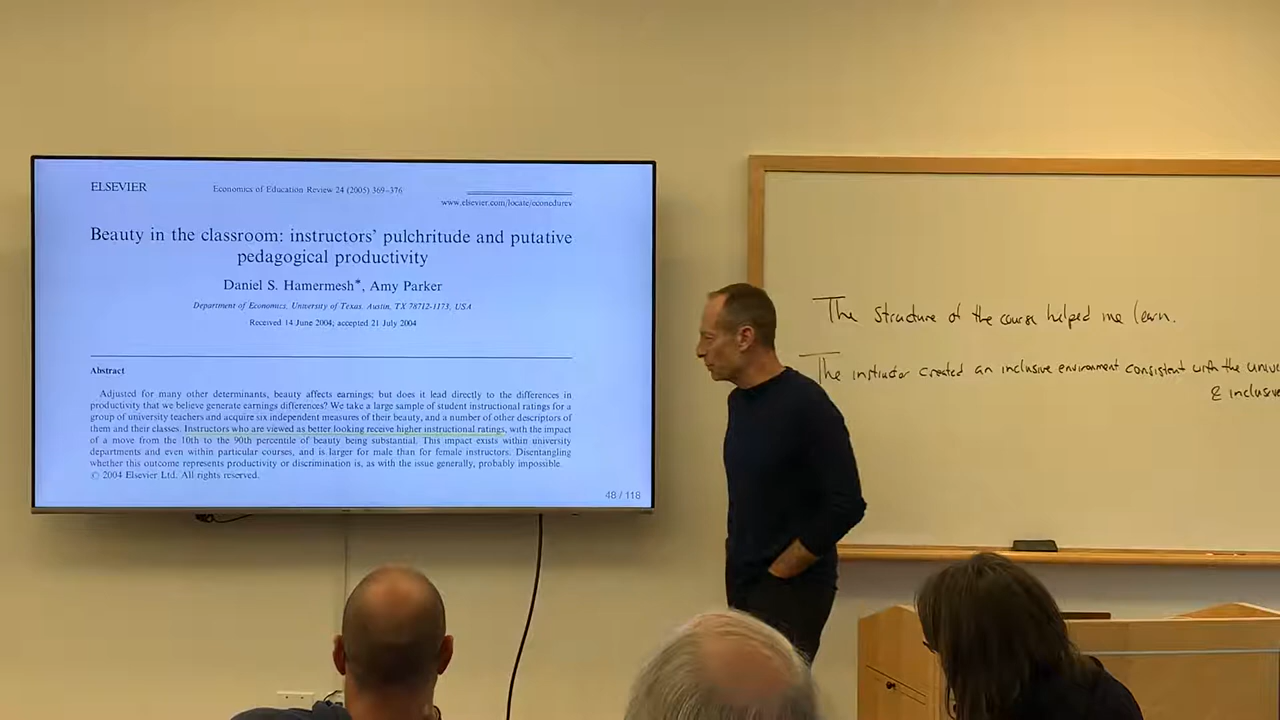 ELSEVIER
Economics of Education Review 24 (2005) 369–376
www.elsevier.com/locate/econedurev
Beauty in the classroom: instructors' pulchritude and putative
pedagogical productivity
Daniel S. Hamermesh*, Amy Parker
Department of Economics, University of Texas, Austin, TX 78712-1173, USA
Received 14 June 2004; accepted 21 July 2004
Abstract
Adjusted for many other determinants, beauty affects earnings; but does it lead directly to the differences in
productivity that we believe generate earnings differences? We take a large sample of student instructional ratings for a
group of university teachers and acquire six independent measures of their beauty, and a number of other descriptors of
them and their classes. Instructors who are viewed as better looking receive higher instructional ratings, with the impact
of a move from the 10th to the 90th percentile of beauty being substantial. This impact exists within university
departments and even within particular courses, and is larger for male than for female instructors. Disentangling
whether this outcome represents productivity or discrimination is, as with the issue generally, probably impossible.
© 2004 Elsevier Ltd. All rights reserved.
48 / 118
The structure of the course helped me learn.
The instructor created an inclusive environment consistent with the unive
& inclusive